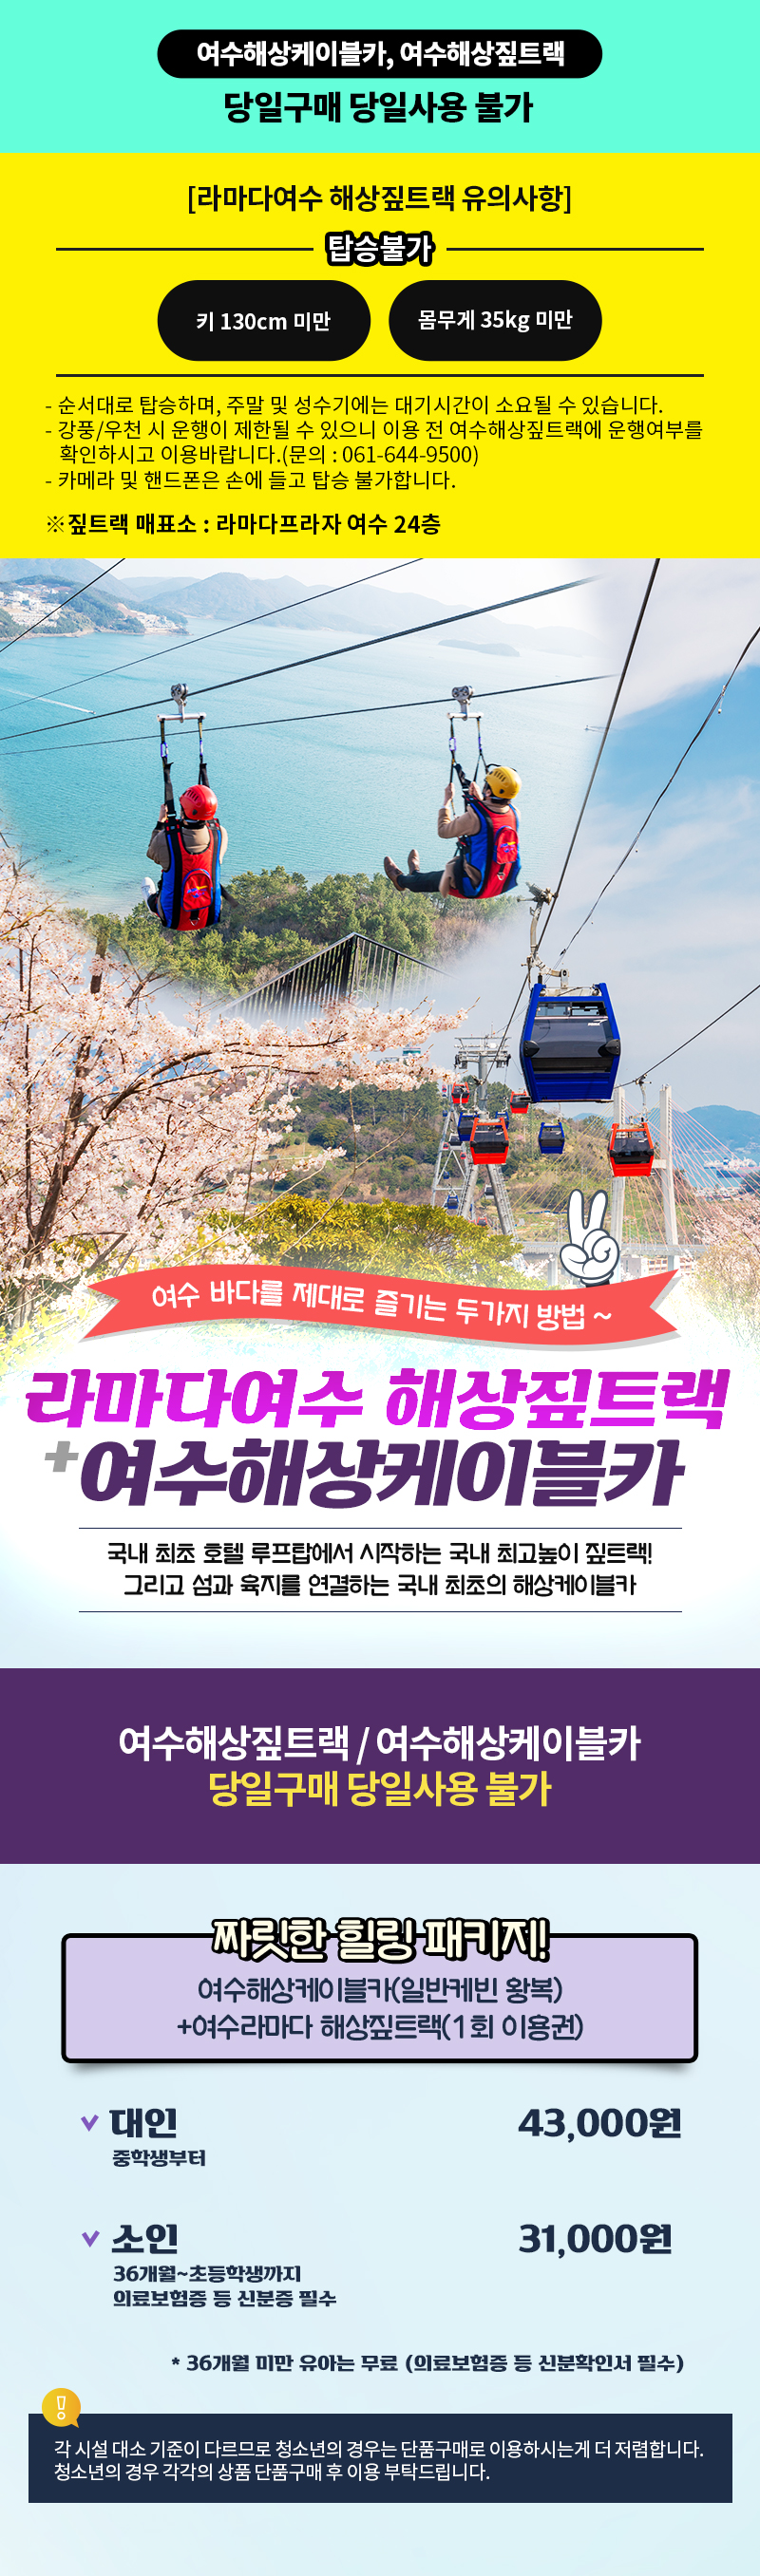 여수해상케이블카, 여수해상짚트랙
당일구매 당일사용 불가
[라마다여수 해상짚트랙 유의사항]
탑승불가
키 130cm 미만
몸무게 35kg 미만
- 순서대로 탑승하며, 주말 및 성수기에는 대기시간이 소요될 수 있습니다.
- 강풍/우천 시 운행이 제한될 수 있으니 이용 전 여수해상짚트랙에 운행여부를
확인하시고 이용바랍니다.(문의 : 061-644-9500)
- 카메라 및 핸드폰은 손에 들고 탑승 불가합니다.
※짚트랙 매표소 : 라마다프라자 여수 24층
여수 바다를 제대로 즐기는 두가지 방법 ~
라마다여수 해상짚트랙
+여수해상케이블카
국내 최초 호텔 루프탑에서 시작하는 국내 최고높이 짚트랙!
그리고 섬과 육지를 연결하는 국내 최초의 해상케이블카
여수해상짚트랙 / 여수해상케이블카
당일구매 당일사용 불가
짜릿한 힐링 패키지!
여수해상케이블카(일반케빈 왕복)
+여수라마다 해상짚트랙(1회 이용권)
대인 43,000원
중학생부터
소인 31,000원
36개월~초등학생까지
의료보험증 등 신분증 필수
* 36개월 미만 유아는 무료 (의료보험증 등 신분확인서 필수)
각 시설 대소 기준이 다르므로 청소년의 경우는 단품구매로 이용하시는게 더 저렴합니다.
청소년의 경우 각각의 상품 단품구매 후 이용 부탁드립니다.